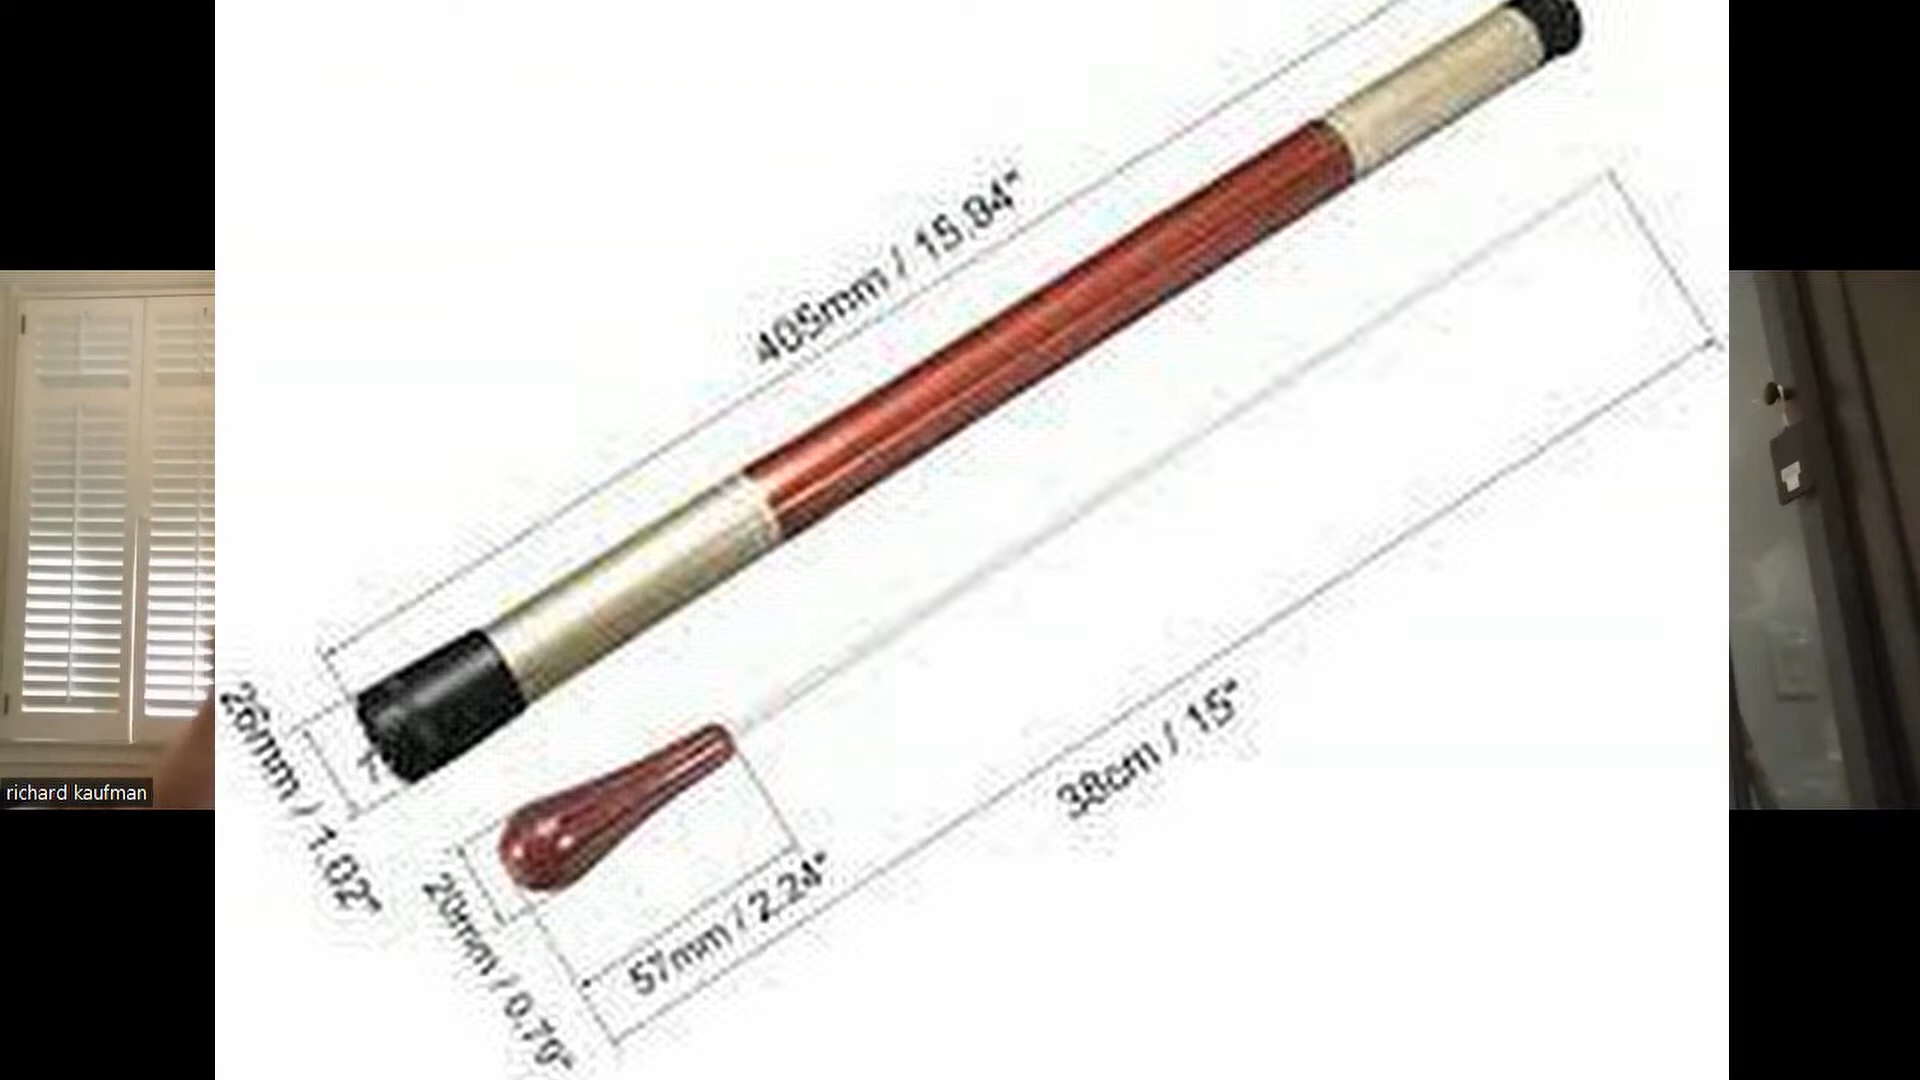 405mm / 15.94"
26mm / 1.02"
20mm / 0.79"
57mm / 2.24"
38cm / 15"
richard kaufman